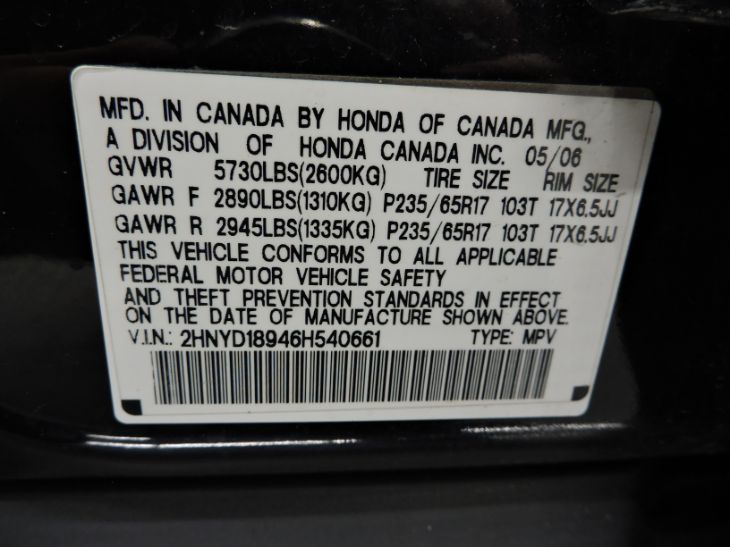 MFD. IN CANADA BY HONDA OF CANADA MFG.,
A DIVISION OF HONDA CANADA INC. 05/06
GVWR 5730LBS(2600KG) TIRE SIZE RIM SIZE
GAWR F 2890LBS(1310KG) P235/65R17 103T 17X6.5JJ
GAWR R 2945LBS(1335KG) P235/65R17 103T 17X6.5JJ
THIS VEHICLE CONFORMS TO ALL APPLICABLE
FEDERAL MOTOR VEHICLE SAFETY
AND THEFT PREVENTION STANDARDS IN EFFECT
ON THE DATE OF MANUFACTURE SHOWN ABOVE.
V.I.N.: 2HNYD18946H540661 TYPE: MPV